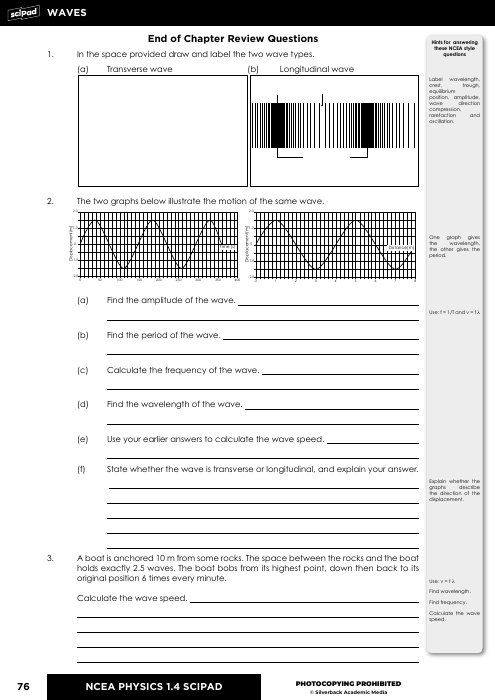 scipad WAVES
End of Chapter Review Questions
1. In the space provided draw and label the two wave types.
(a) Transverse wave (b) Longitudinal wave
2. The two graphs below illustrate the motion of the same wave.
(a) Find the amplitude of the wave.
(b) Find the period of the wave.
(c) Calculate the frequency of the wave.
(d) Find the wavelength of the wave.
(e) Use your earlier answers to calculate the wave speed.
(f) State whether the wave is transverse or longitudinal, and explain your answer.
3. A boat is anchored 10 m from some rocks. The space between the rocks and the boat
holds exactly 2.5 waves. The boat bobs from its highest point, down then back to its
original position 6 times every minute.
Calculate the wave speed.
Hints for answering
these NCEA style
questions
Label wavelength,
crest, trough,
equilibrium
position, amplitude,
wave direction
compression,
rarefaction and
oscillation.
One graph gives
the wavelength,
the other gives the
period.
Use: f = 1/T and v = f λ
Explain whether the
graphs describe
the direction of the
displacement.
Use: v = f λ
Find wavelength.
Find frequency.
Calculate the wave
speed.
76 NCEA PHYSICS 1.4 SCIPAD
PHOTOCOPYING PROHIBITED
© Silverback Academic Media